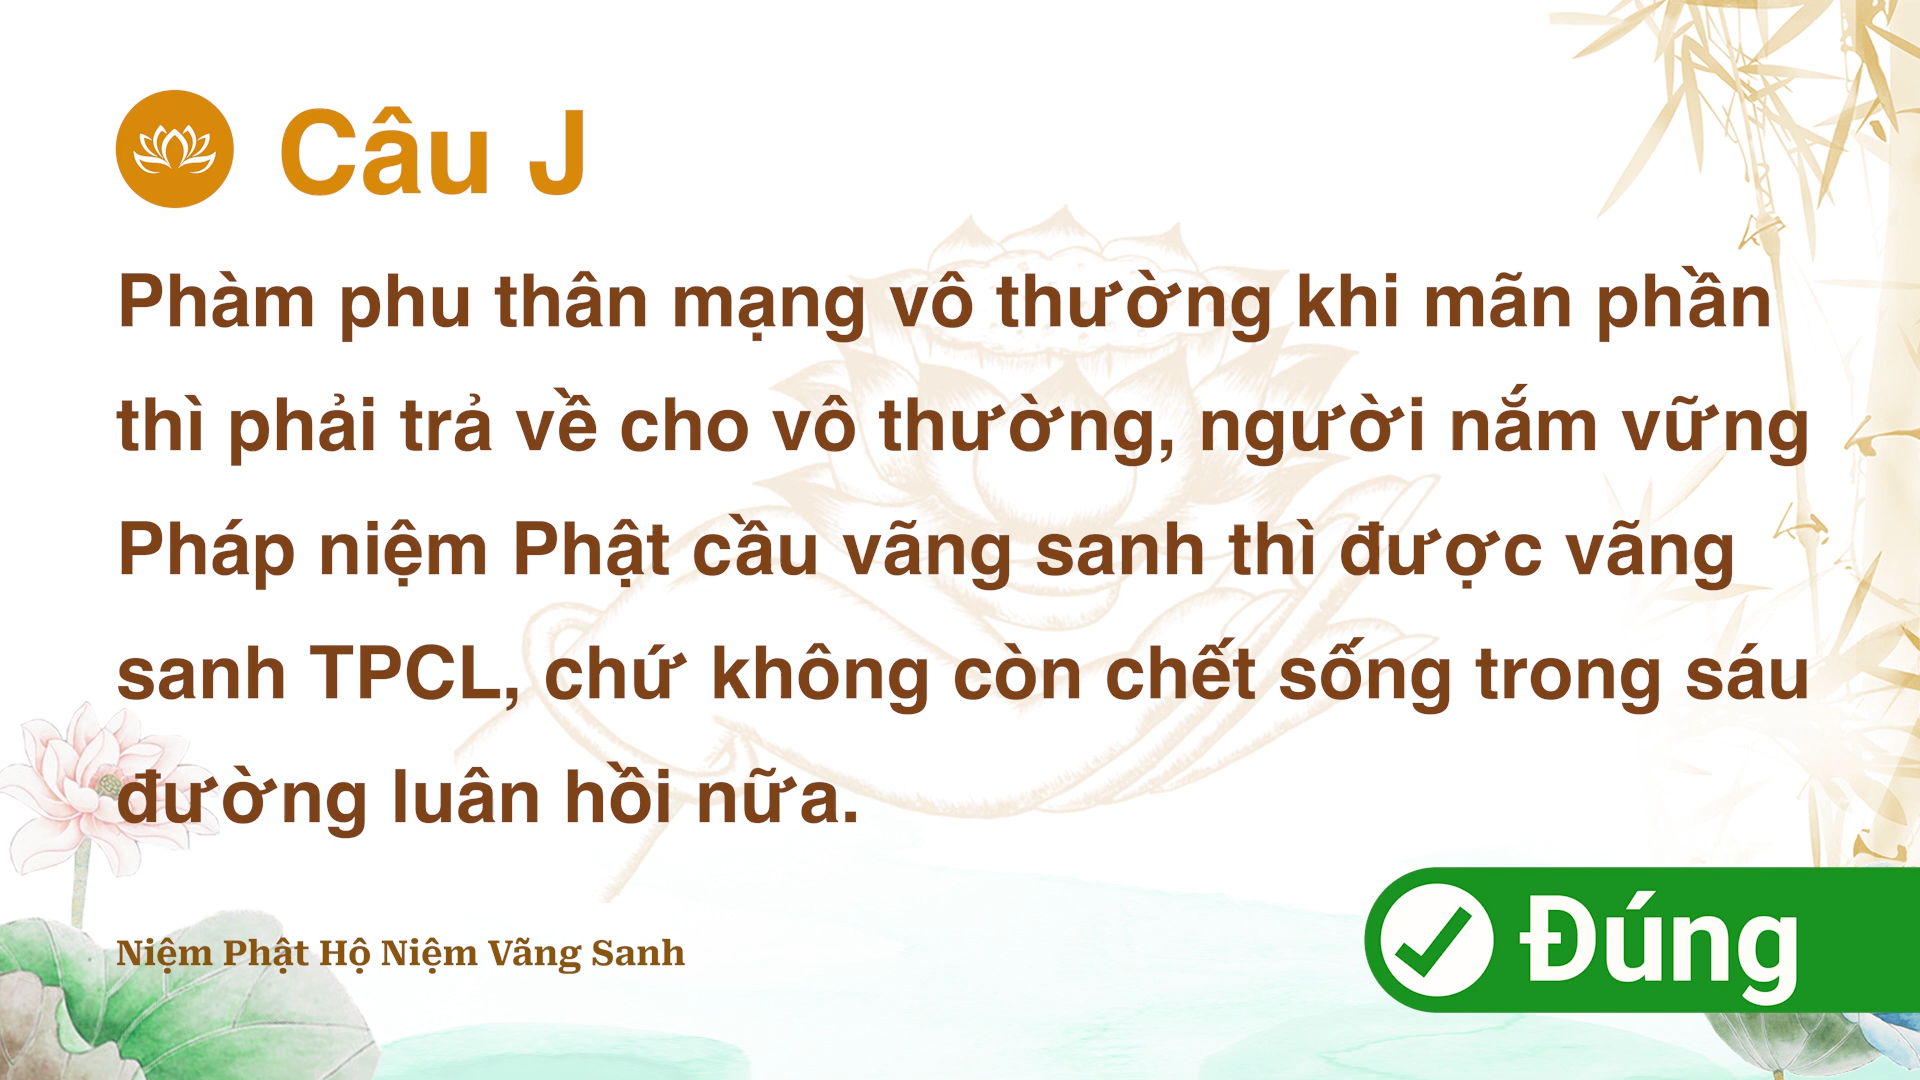 Câu J
Phàm phu thân mạng vô thường khi mãn phần
thì phải trả về cho vô thường, người nắm vững
Pháp niệm Phật cầu vãng sanh thì được vãng
sanh TPCL, chứ không còn chết sống trong sáu
đường luân hồi nữa.
Niệm Phật Hộ Niệm Vãng Sanh
Đúng